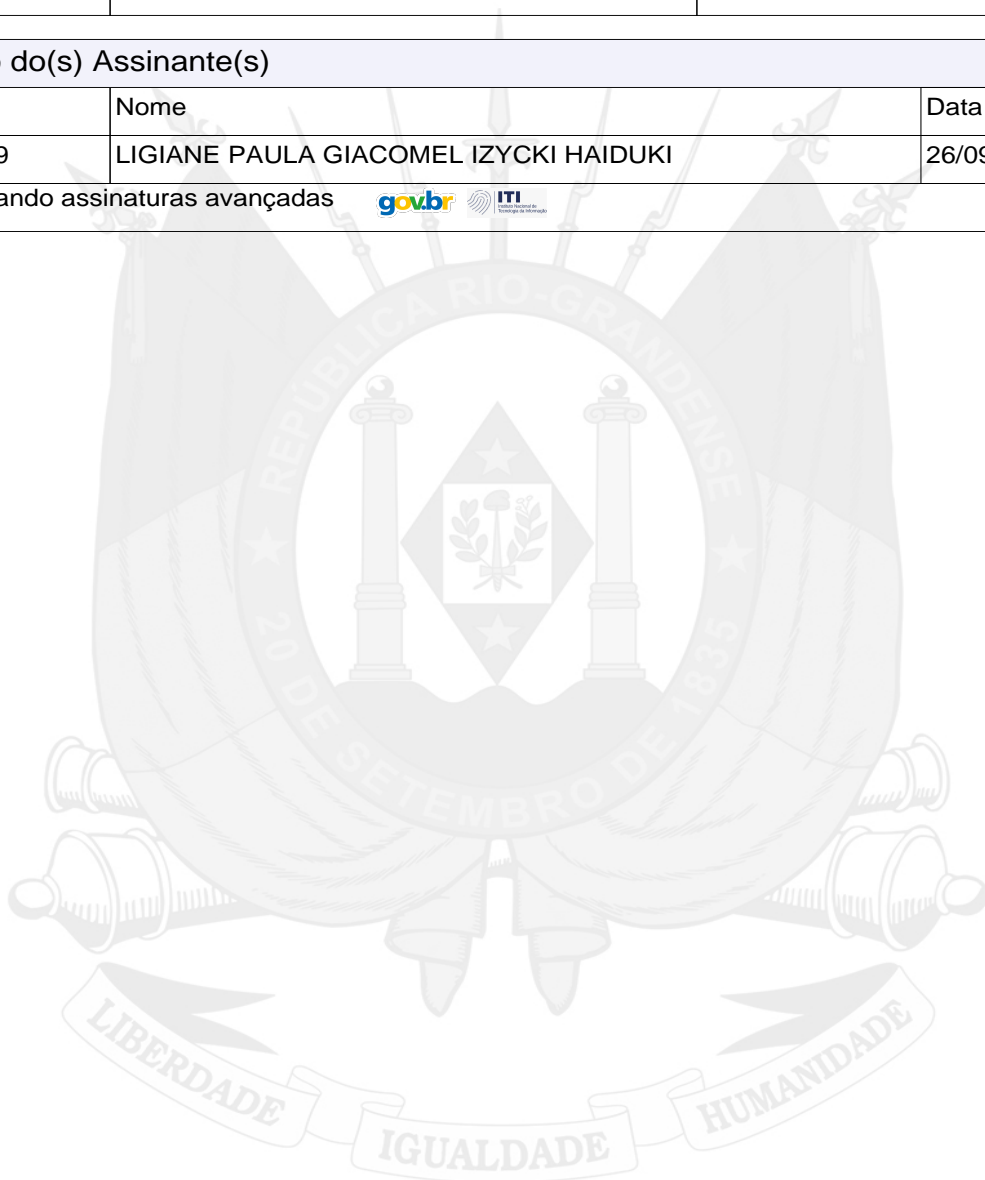 do(s) Assinante(s)
Nome Data
9 LIGIANE PAULA GIACOMEL IZYCKI HAIDUKI 26/09
ando assinaturas avançadas gov.br ITI
REPÚBLICA RIO-GRANDENSE
20 DE SETEMBRO DE 1835
LIBERDADE IGUALDADE HUMANIDADE